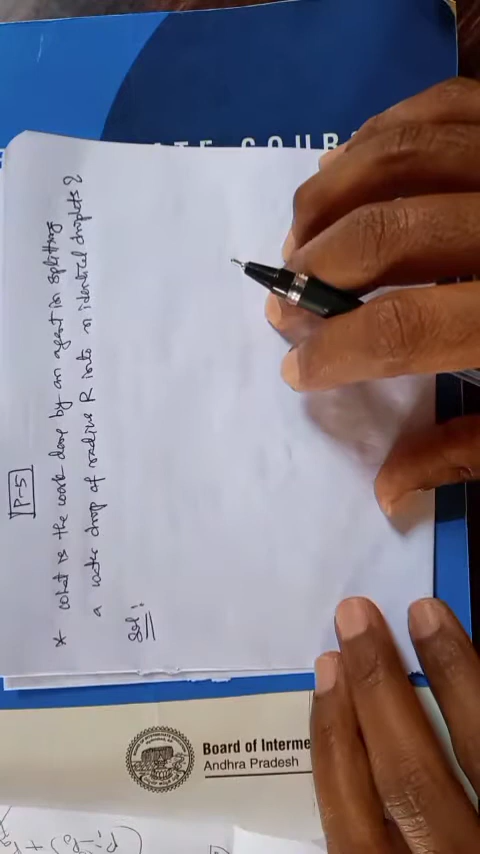 P-5
* what is the work done by an agent in splitting
a water drop of radius R into n identical droplets?
Sol:
COUR
Board of Interme
Andhra Pradesh